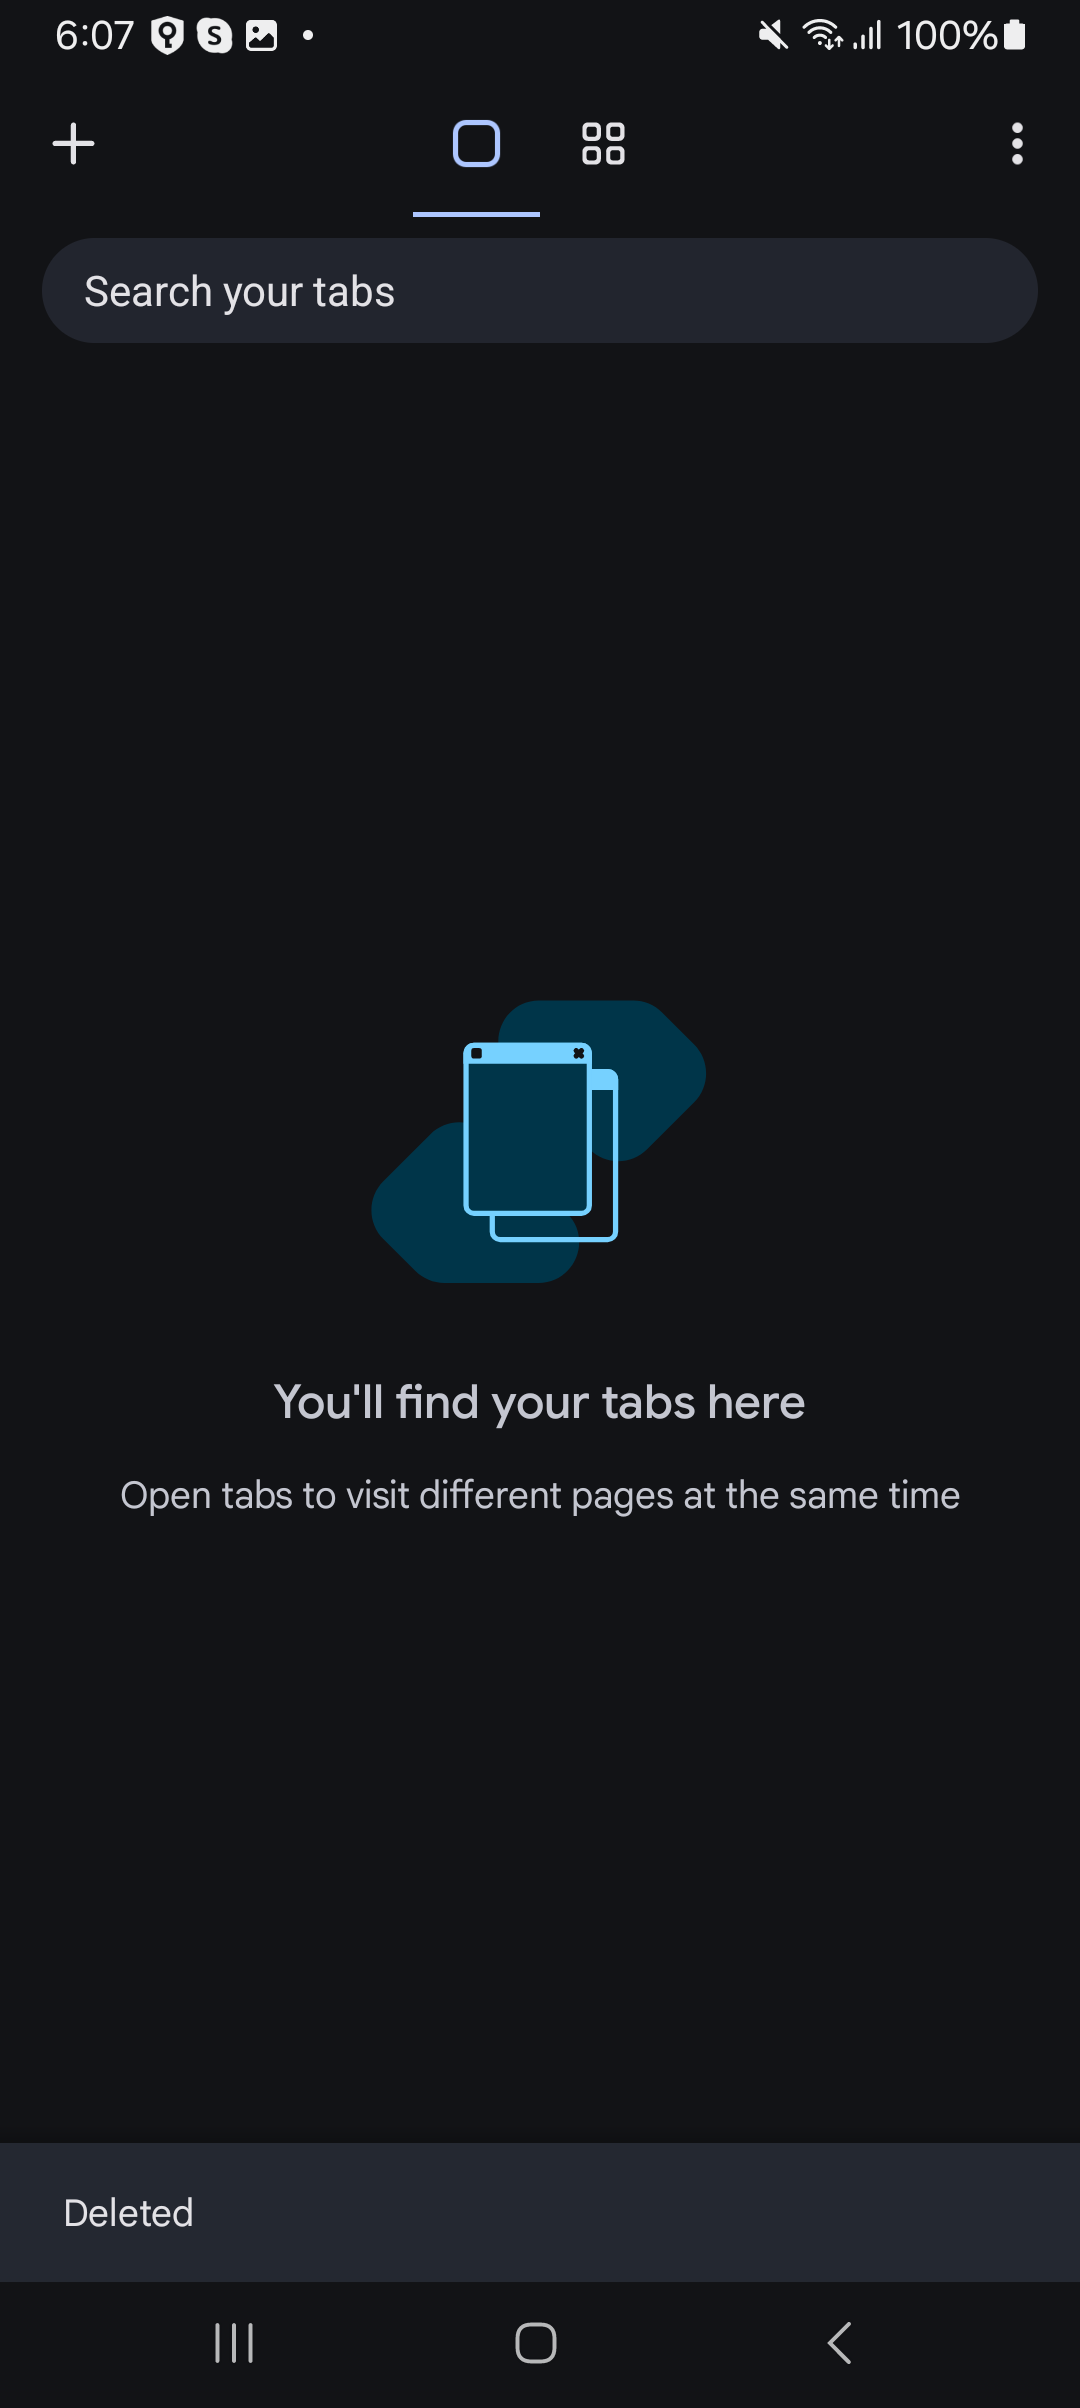 6:07
100%
Search your tabs
You'll find your tabs here
Open tabs to visit different pages at the same time
Deleted